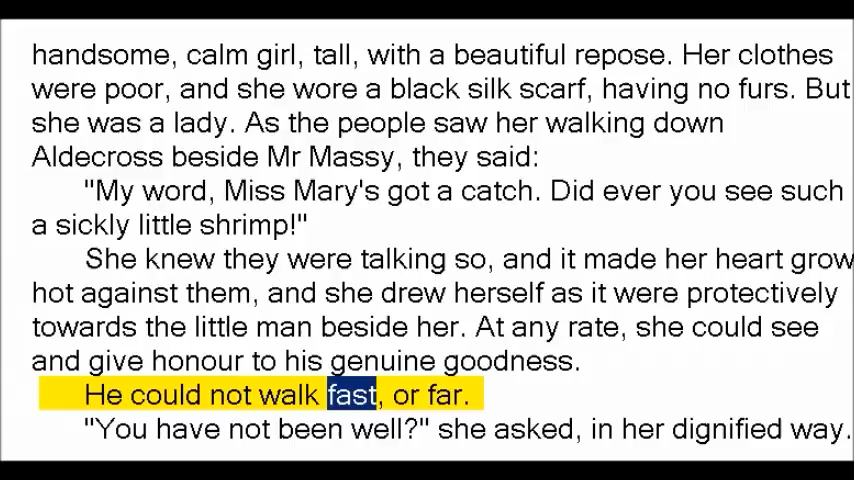 handsome, calm girl, tall, with a beautiful repose. Her clothes
were poor, and she wore a black silk scarf, having no furs. But
she was a lady. As the people saw her walking down
Aldecross beside Mr Massy, they said:
"My word, Miss Mary's got a catch. Did ever you see such
a sickly little shrimp!"
She knew they were talking so, and it made her heart grow
hot against them, and she drew herself as it were protectively
towards the little man beside her. At any rate, she could see
and give honour to his genuine goodness.
He could not walk fast, or far.
"You have not been well?" she asked, in her dignified way.